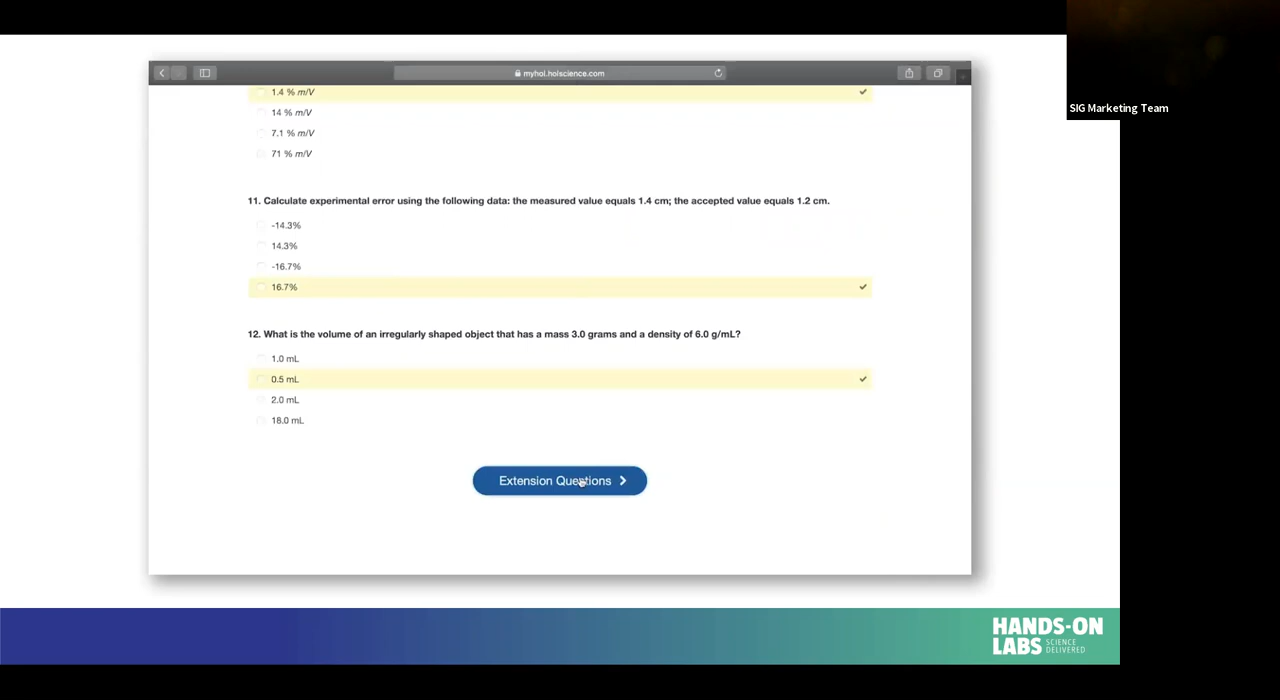 myhol.holscience.com
SIG Marketing Team
1.4 % m/V
14 % m/V
7.1 % m/V
71 % m/V
11. Calculate experimental error using the following data: the measured value equals 1.4 cm; the accepted value equals 1.2 cm.
-14.3%
14.3%
-16.7%
16.7%
12. What is the volume of an irregularly shaped object that has a mass 3.0 grams and a density of 6.0 g/mL?
1.0 mL
0.5 mL
2.0 mL
18.0 mL
Extension Questions
HANDS-ON
LABS SCIENCE DELIVERED